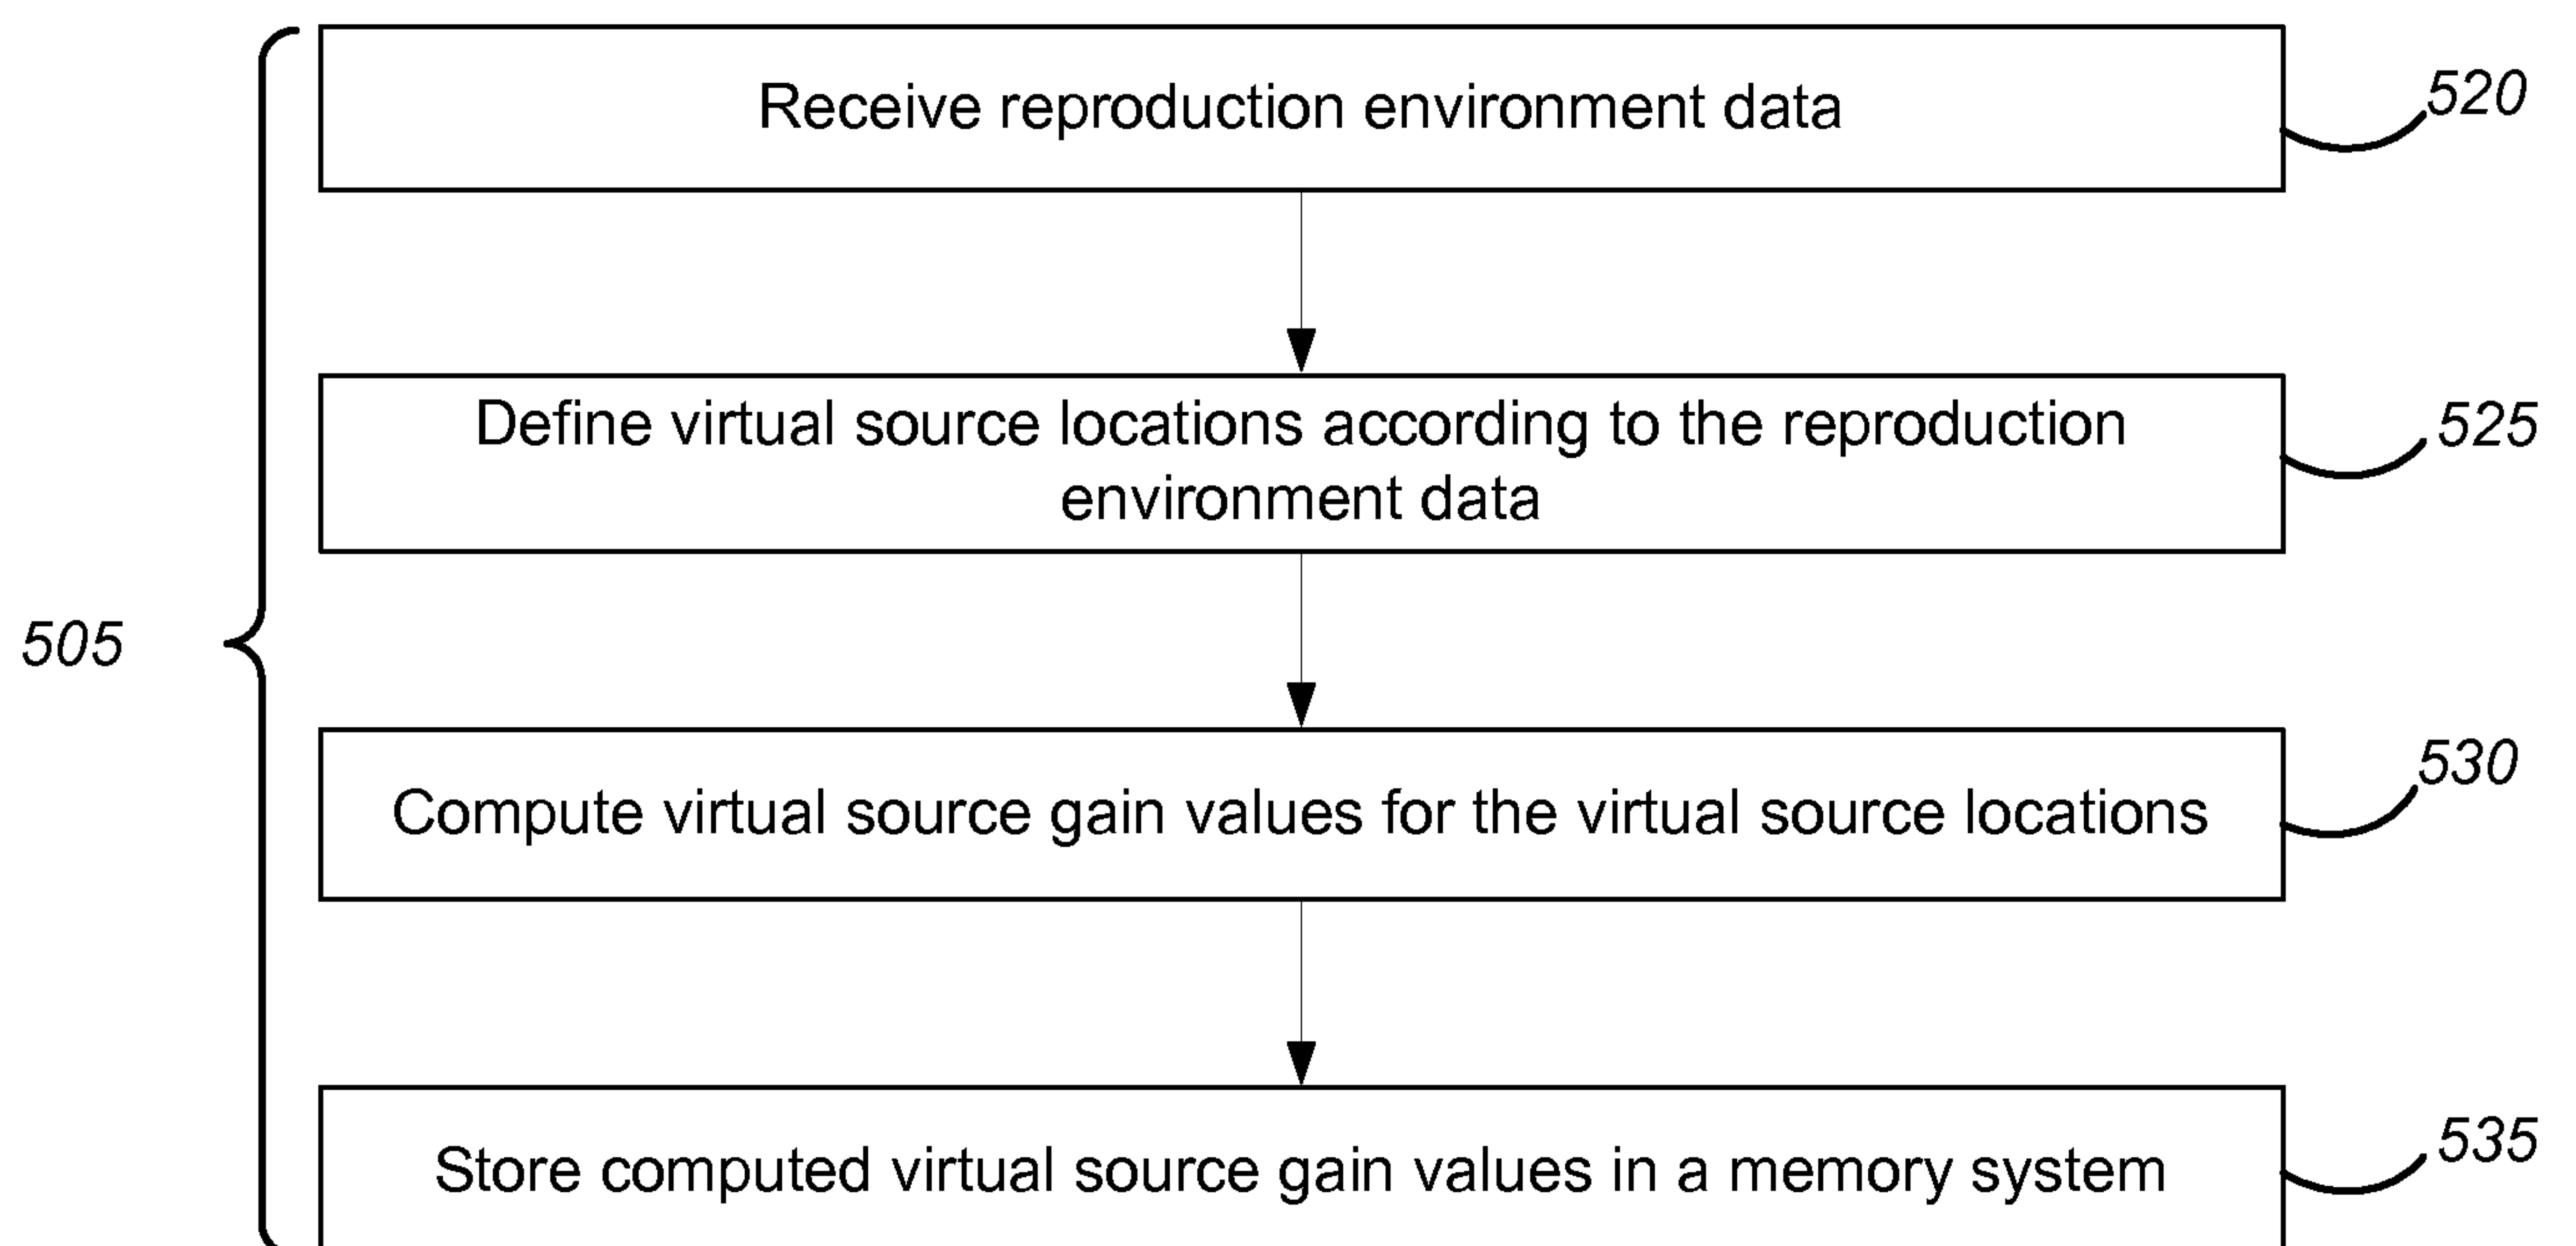 Receive reproduction environment data
520
Define virtual source locations according to the reproduction
environment data
525
505
Compute virtual source gain values for the virtual source locations
530
Store computed virtual source gain values in a memory system
535